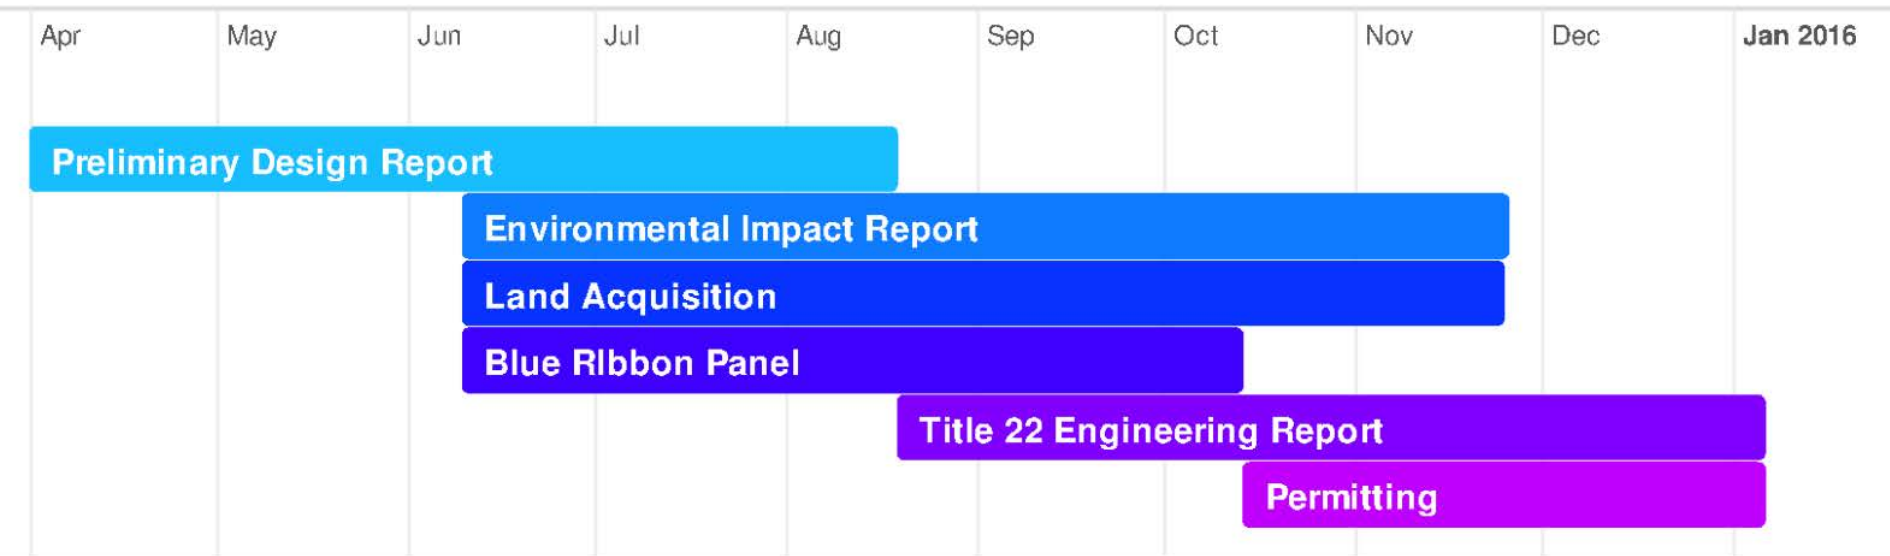 Apr May Jun Jul Aug Sep Oct Nov Dec Jan 2016
Preliminary Design Report
Environmental Impact Report
Land Acquisition
Blue RIbbon Panel
Title 22 Engineering Report
Permitting